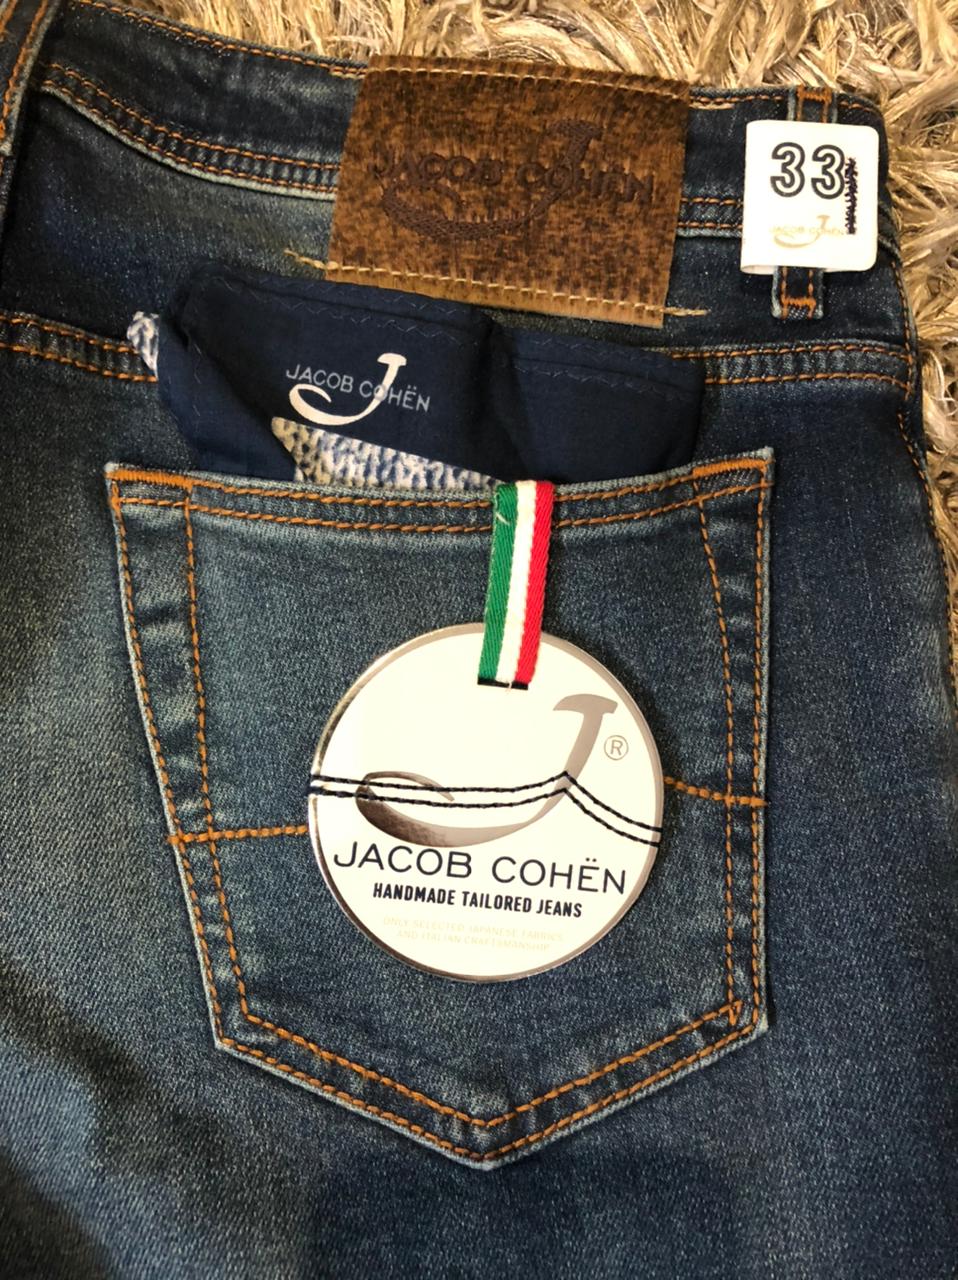 JACOB COHËN
33
JACOB COHËN
JACOB COHËN
®
JACOB COHËN
HANDMADE TAILORED JEANS
ONLY SELECTED JAPANESE FABRICS
AND ITALIAN CRAFTSMANSHIP